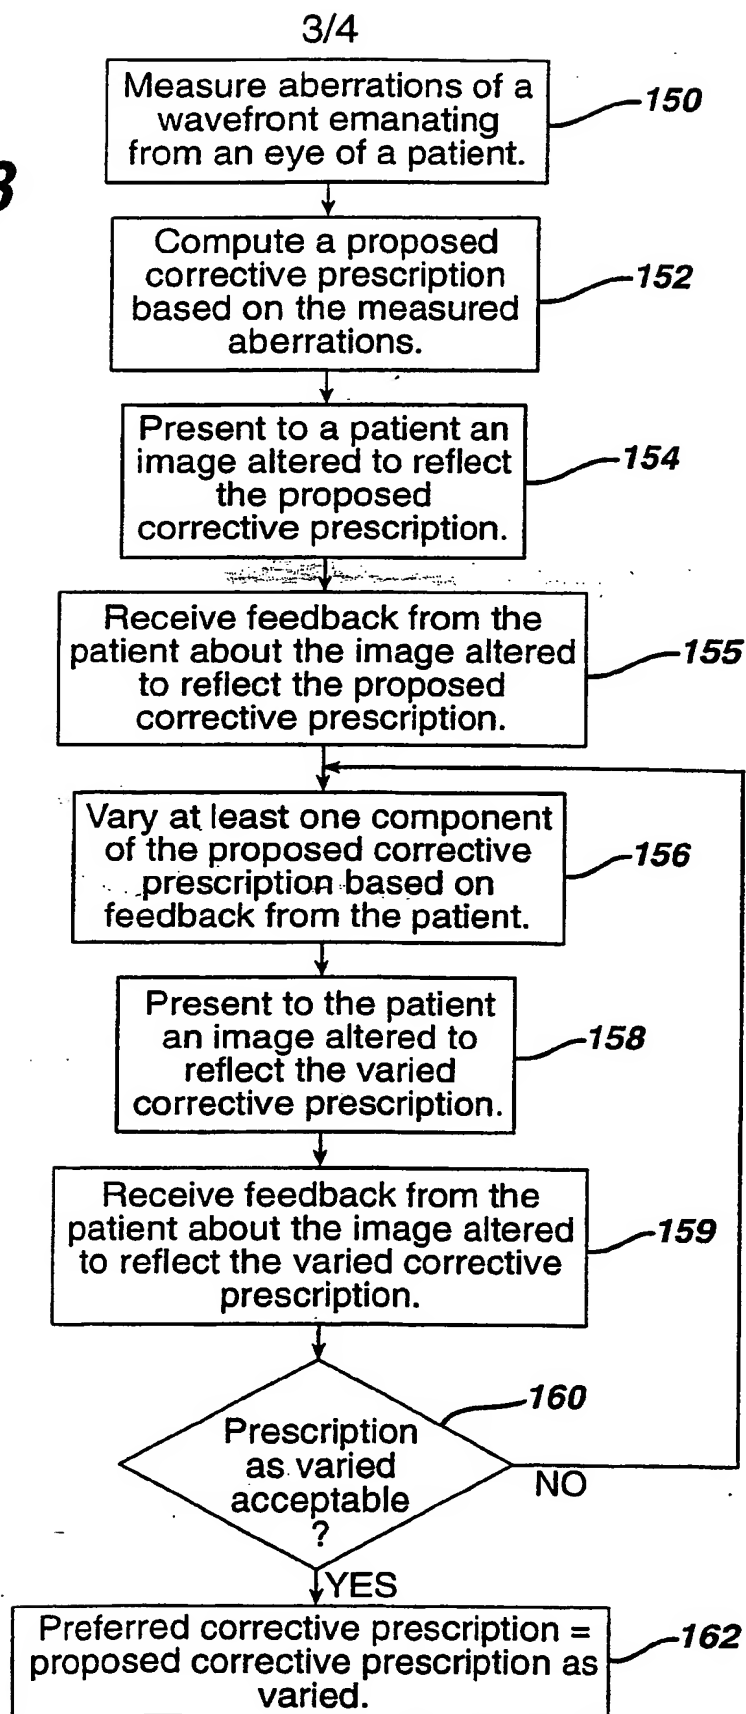 3/4
3
Measure aberrations of a
wavefront emanating
from an eye of a patient.
150
Compute a proposed
corrective prescription
based on the measured
aberrations.
152
Present to a patient an
image altered to reflect
the proposed
corrective prescription.
154
Receive feedback from the
patient about the image altered
to reflect the proposed
corrective prescription.
155
Vary at least one component
of the proposed corrective
prescription based on
feedback from the patient.
156
Present to the patient
an image altered to
reflect the varied
corrective prescription.
158
Receive feedback from the
patient about the image altered
to reflect the varied corrective
prescription.
159
Prescription
as varied
acceptable
?
160
NO
YES
Preferred corrective prescription =
proposed corrective prescription as
varied.
162